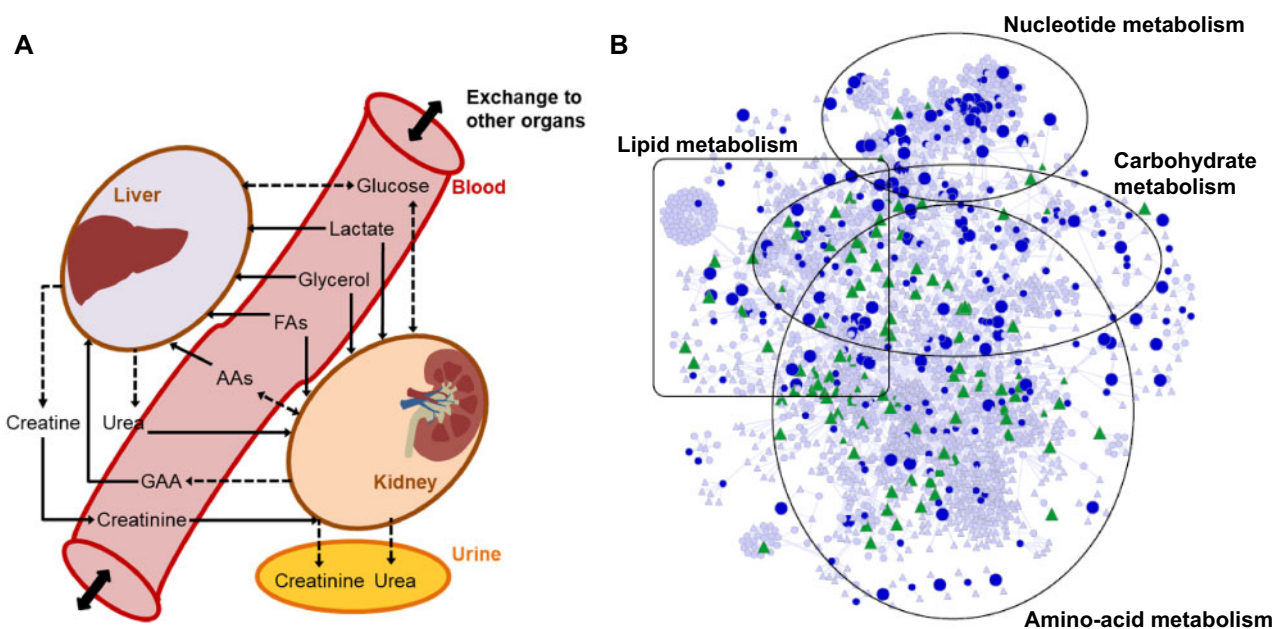 A
Exchange to
other organs
Liver
Glucose
Blood
Lactate
Glycerol
FAs
AAs
Creatine
Urea
GAA
Kidney
Creatinine
Urine
Creatinine Urea
B
Nucleotide metabolism
Lipid metabolism
Carbohydrate
metabolism
Amino-acid metabolism